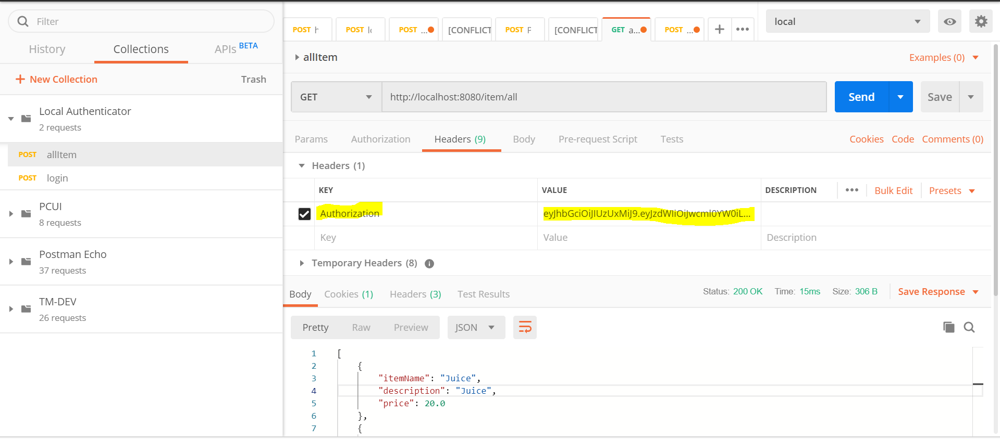 Filter
History
Collections
APIs BETA
New Collection
Trash
Local Authenticator
2 requests
POST allItem
POST login
PCUI
8 requests
Postman Echo
37 requests
TM-DEV
26 requests
POST
POST
POST ...
[CONFLICT
POST
[CONFLICT
GET a...
POST ...
local
allItem
Examples (0)
GET
http://localhost:8080/item/all
Send
Save
Params
Authorization
Headers (9)
Body
Pre-request Script
Tests
Cookies
Code
Comments (0)
Headers (1)
KEY
VALUE
DESCRIPTION
Bulk Edit
Presets
Authorization
eyJhbGciOiJIUzUxMiJ9.eyJzdWIiOiJwcml0YW0iL...
Key
Value
Description
Temporary Headers (8)
Body
Cookies (1)
Headers (3)
Test Results
Status: 200 OK
Time: 15ms
Size: 306 B
Save Response
Pretty
Raw
Preview
JSON
1 [
2 {
3 "itemName": "Juice",
4 "description": "Juice",
5 "price": 20.0
6 },
7 {